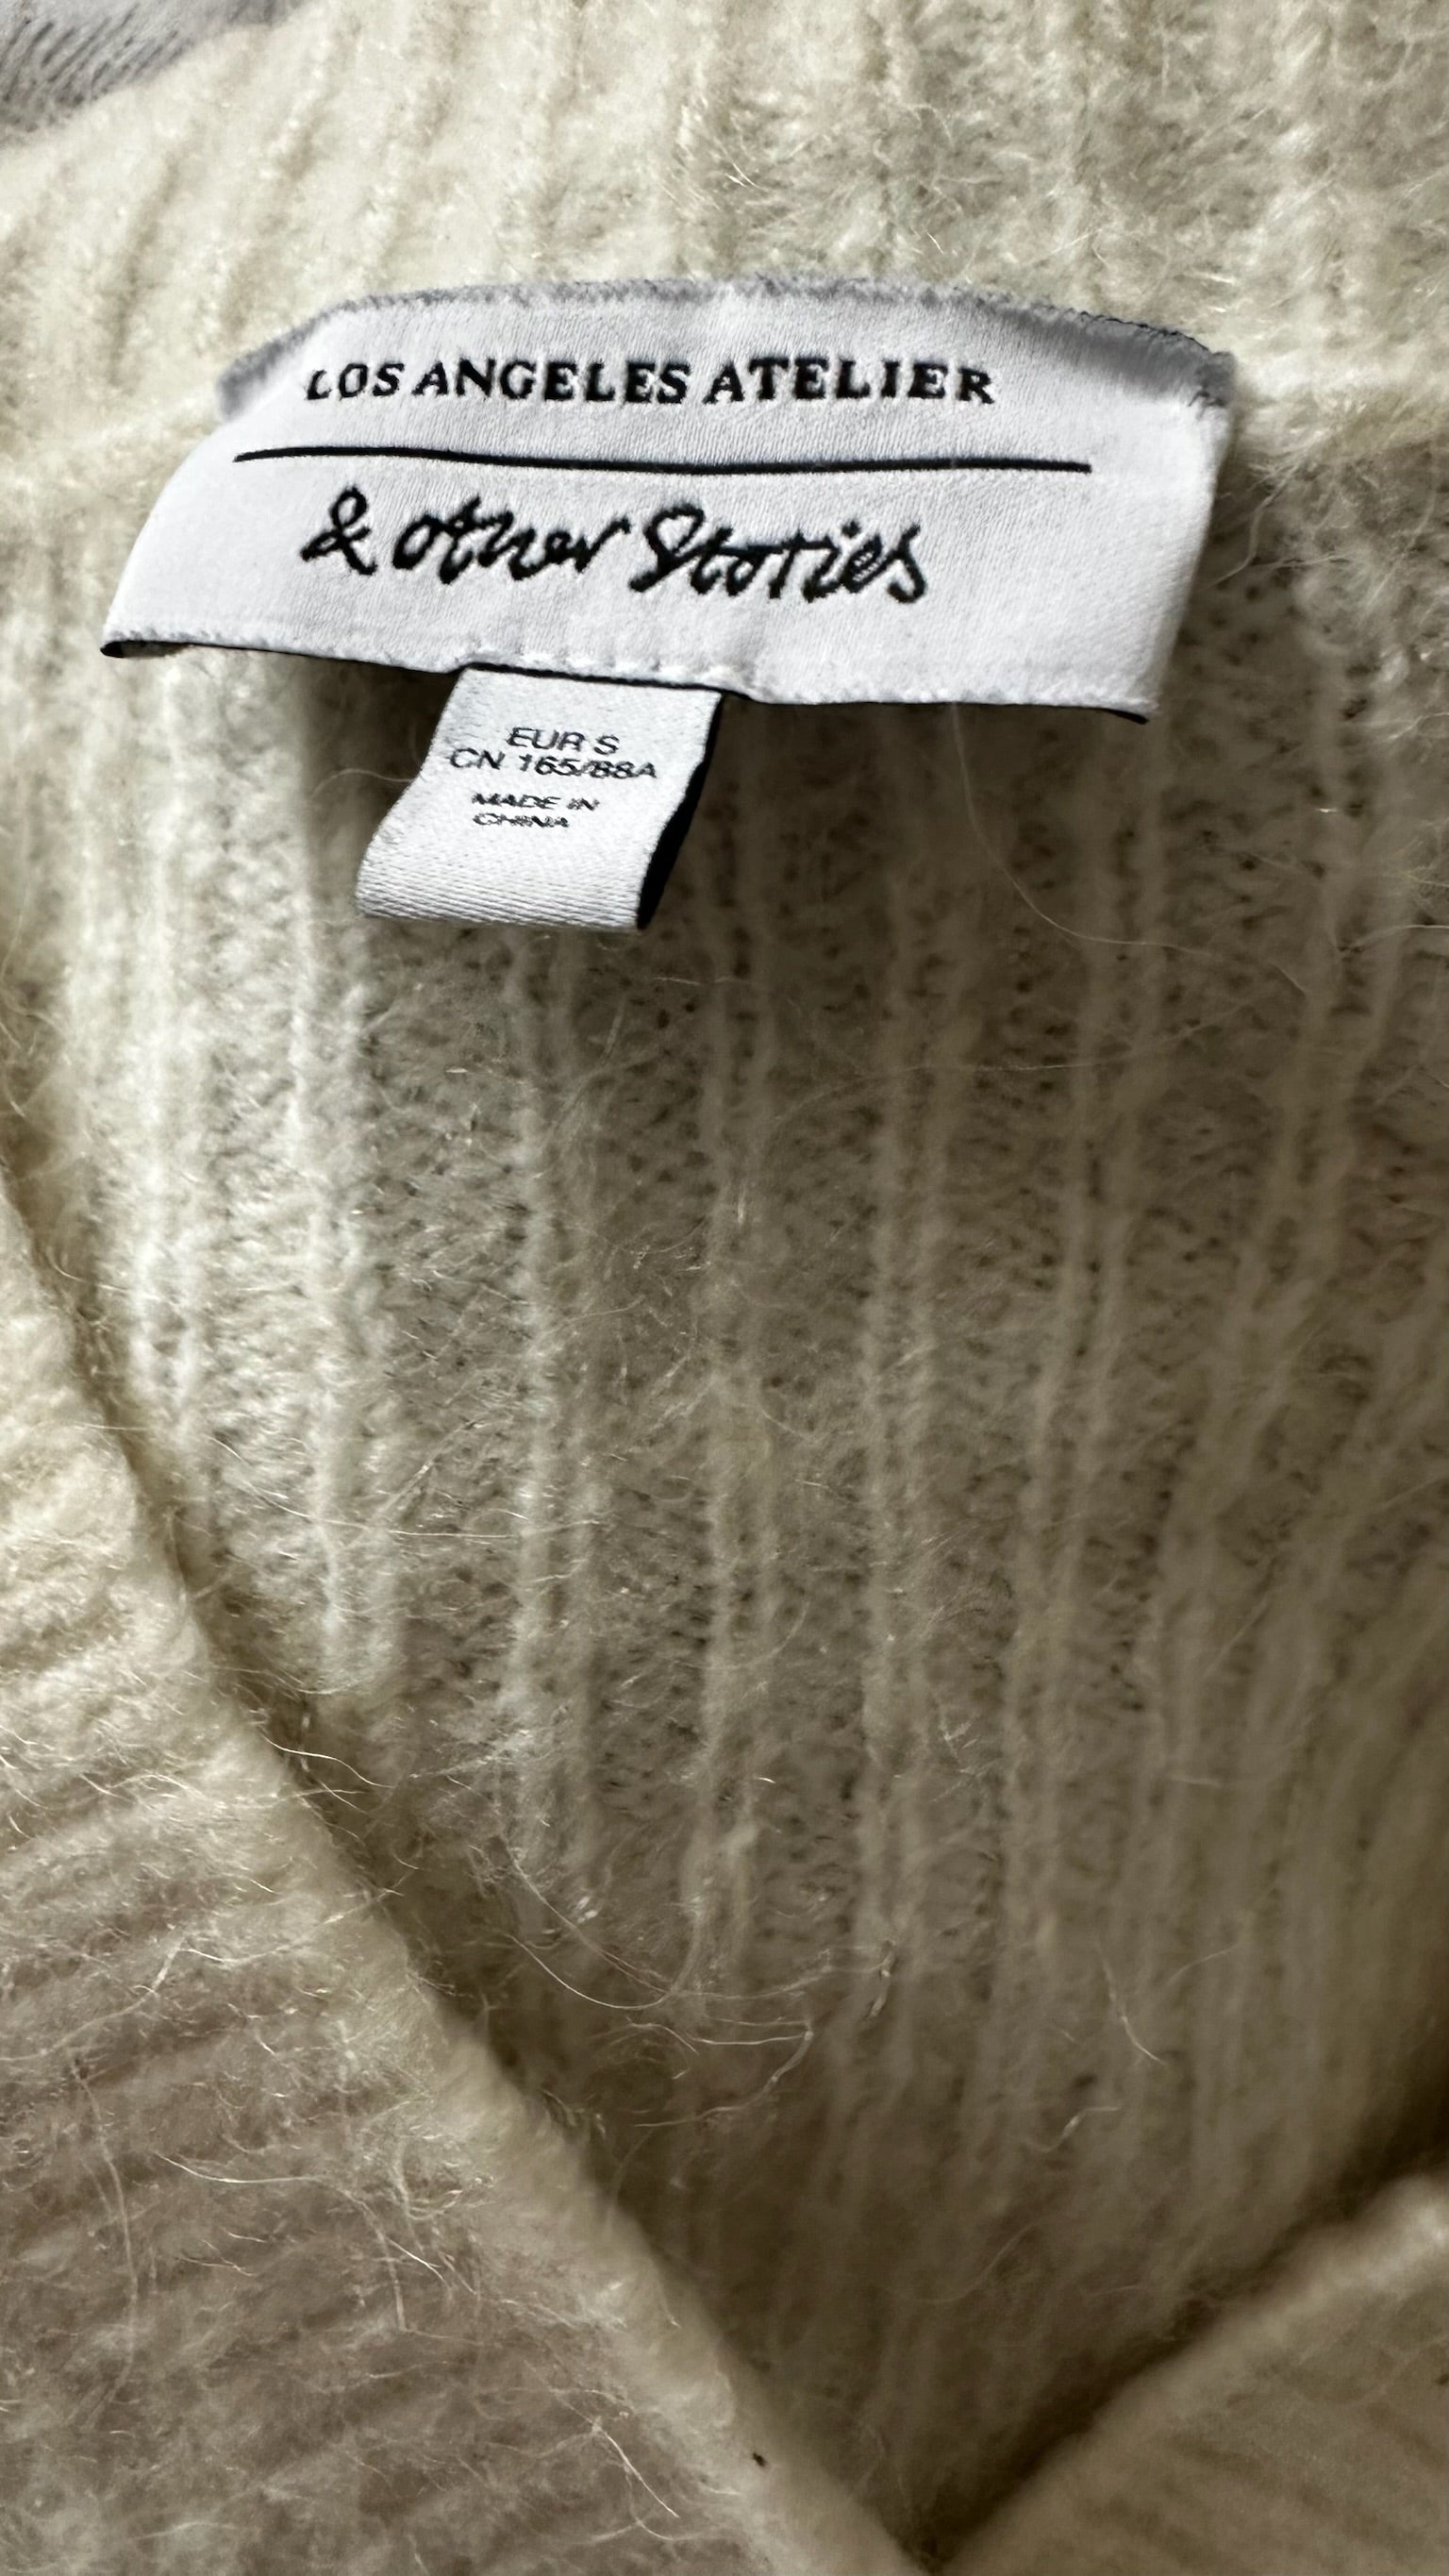 LOS ANGELES ATELIER
& other Stories
EUR S
CN 165/88A
MADE IN
CHINA